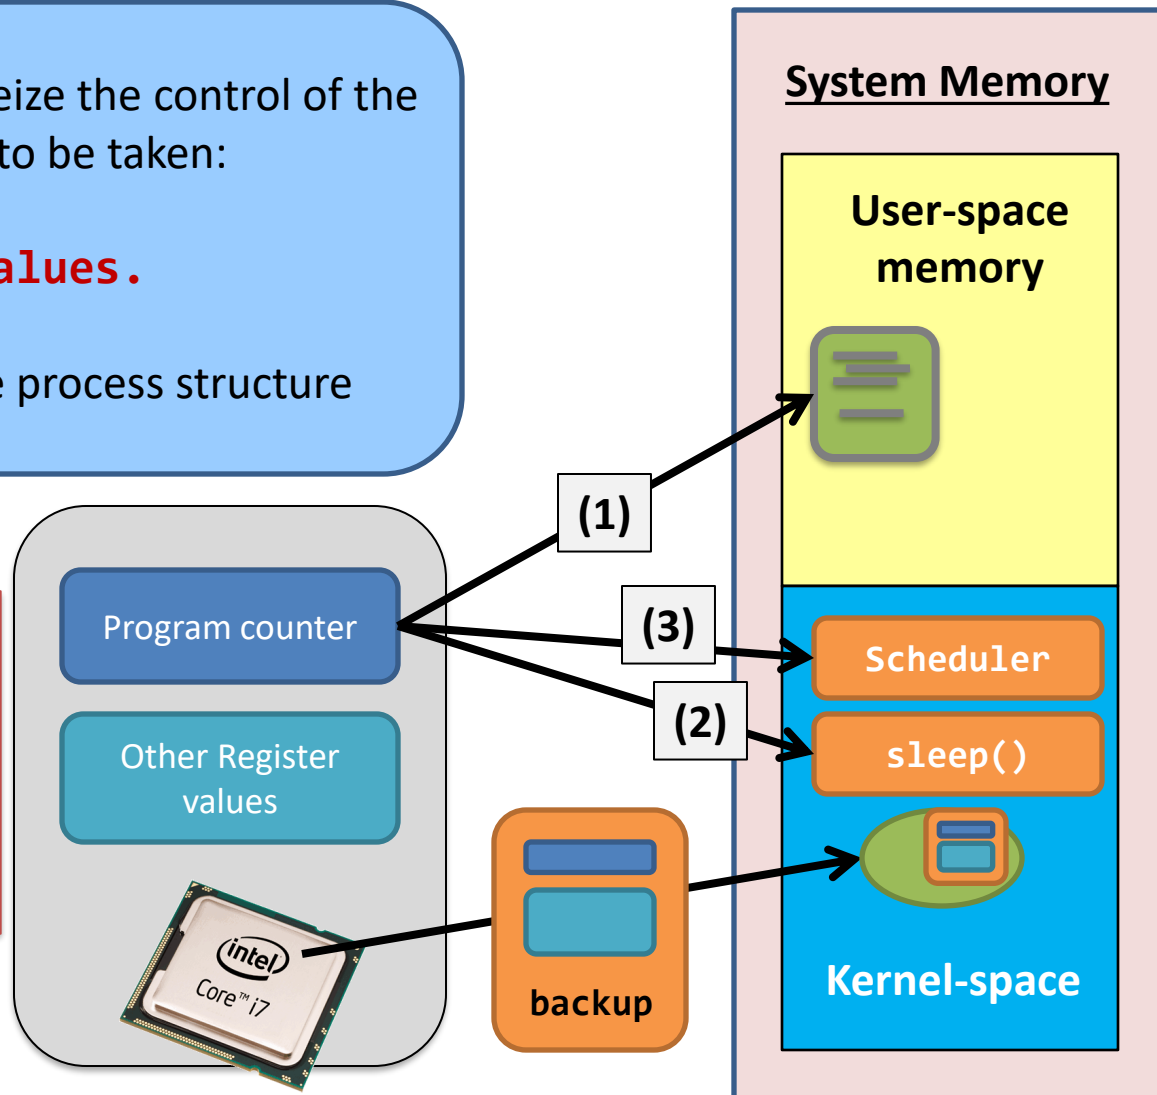 eize the control of the
to be taken:
alues.
e process structure
System Memory
User-space
memory
(1)
Program counter
(3)
Scheduler
(2)
sleep()
Other Register
values
backup
intel
Core™ i7
Kernel-space